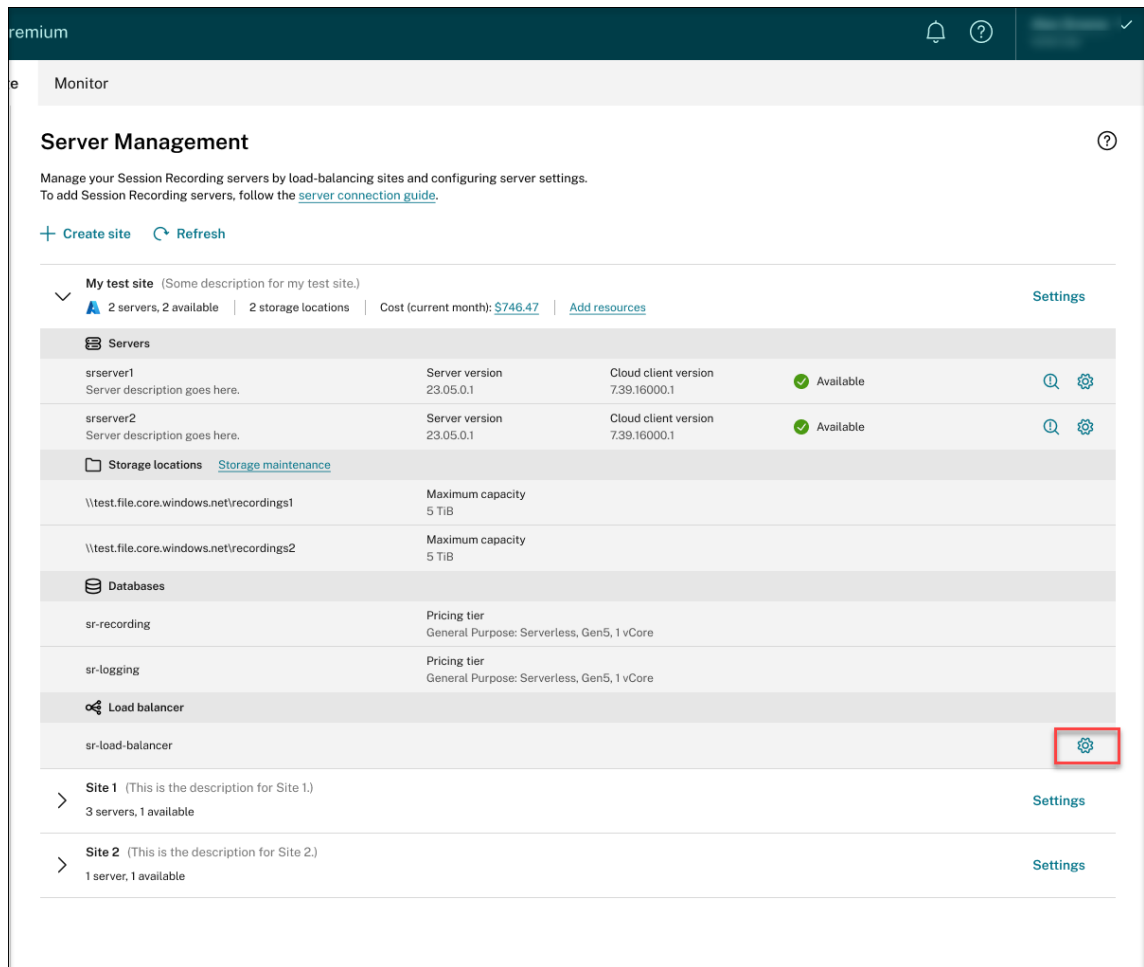 remium
e
Monitor
Server Management
Manage your Session Recording servers by load-balancing sites and configuring server settings.
To add Session Recording servers, follow the server connection guide.
Create site Refresh
My test site (Some description for my test site.)
2 servers, 2 available 2 storage locations Cost (current month): $746.47 Add resources
Settings
Servers
srserver1 Server version Cloud client version
Server description goes here. 23.05.0.1 7.39.16000.1 Available
srserver2 Server version Cloud client version
Server description goes here. 23.05.0.1 7.39.16000.1 Available
Storage locations Storage maintenance
\\test.file.core.windows.net\recordings1 Maximum capacity
5 TiB
\\test.file.core.windows.net\recordings2 Maximum capacity
5 TiB
Databases
sr-recording Pricing tier
General Purpose: Serverless, Gen5, 1 vCore
sr-logging Pricing tier
General Purpose: Serverless, Gen5, 1 vCore
Load balancer
sr-load-balancer
Site 1 (This is the description for Site 1.)
3 servers, 1 available
Settings
Site 2 (This is the description for Site 2.)
1 server, 1 available
Settings